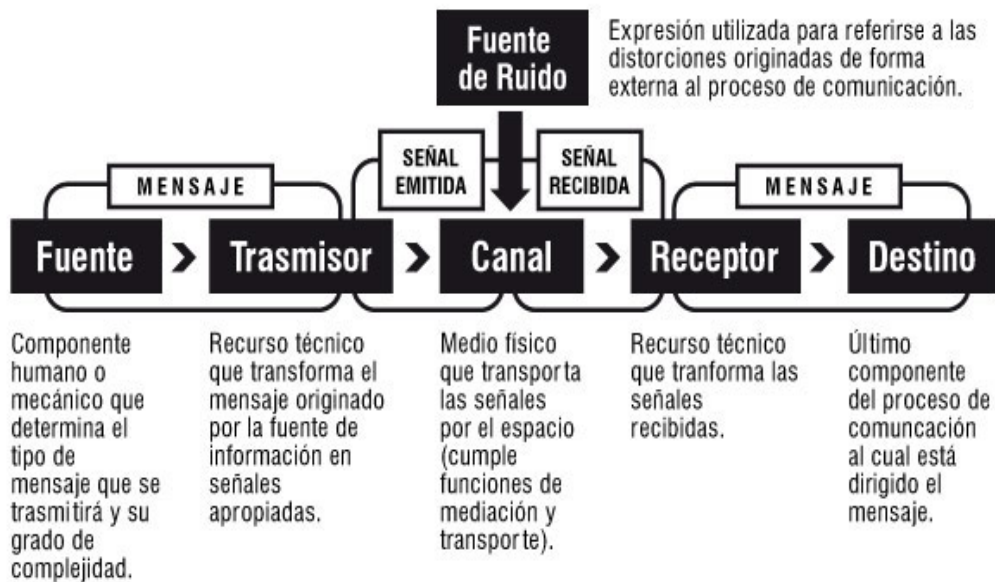 Fuente
de Ruido
Expresión utilizada para referirse a las
distorciones originadas de forma
externa al proceso de comunicación.
MENSAJE
SEÑAL
EMITIDA
SEÑAL
RECIBIDA
MENSAJE
Fuente > Trasmisor > Canal > Receptor > Destino
Componente
humano o
mecánico que
determina el
tipo de
mensaje que se
trasmitirá y su
grado de
complejidad.
Recurso técnico
que transforma el
mensaje originado
por la fuente de
información en
señales
apropiadas.
Medio físico
que transporta
las señales
por el espacio
(cumple
funciones de
mediación y
transporte).
Recurso técnico
que tranforma las
señales
recibidas.
Último
componente
del proceso de
comuncación
al cual está
dirigido el
mensaje.